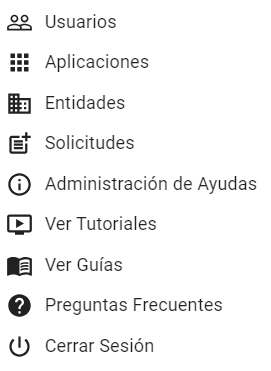 Usuarios
Aplicaciones
Entidades
Solicitudes
Administración de Ayudas
Ver Tutoriales
Ver Guías
Preguntas Frecuentes
Cerrar Sesión